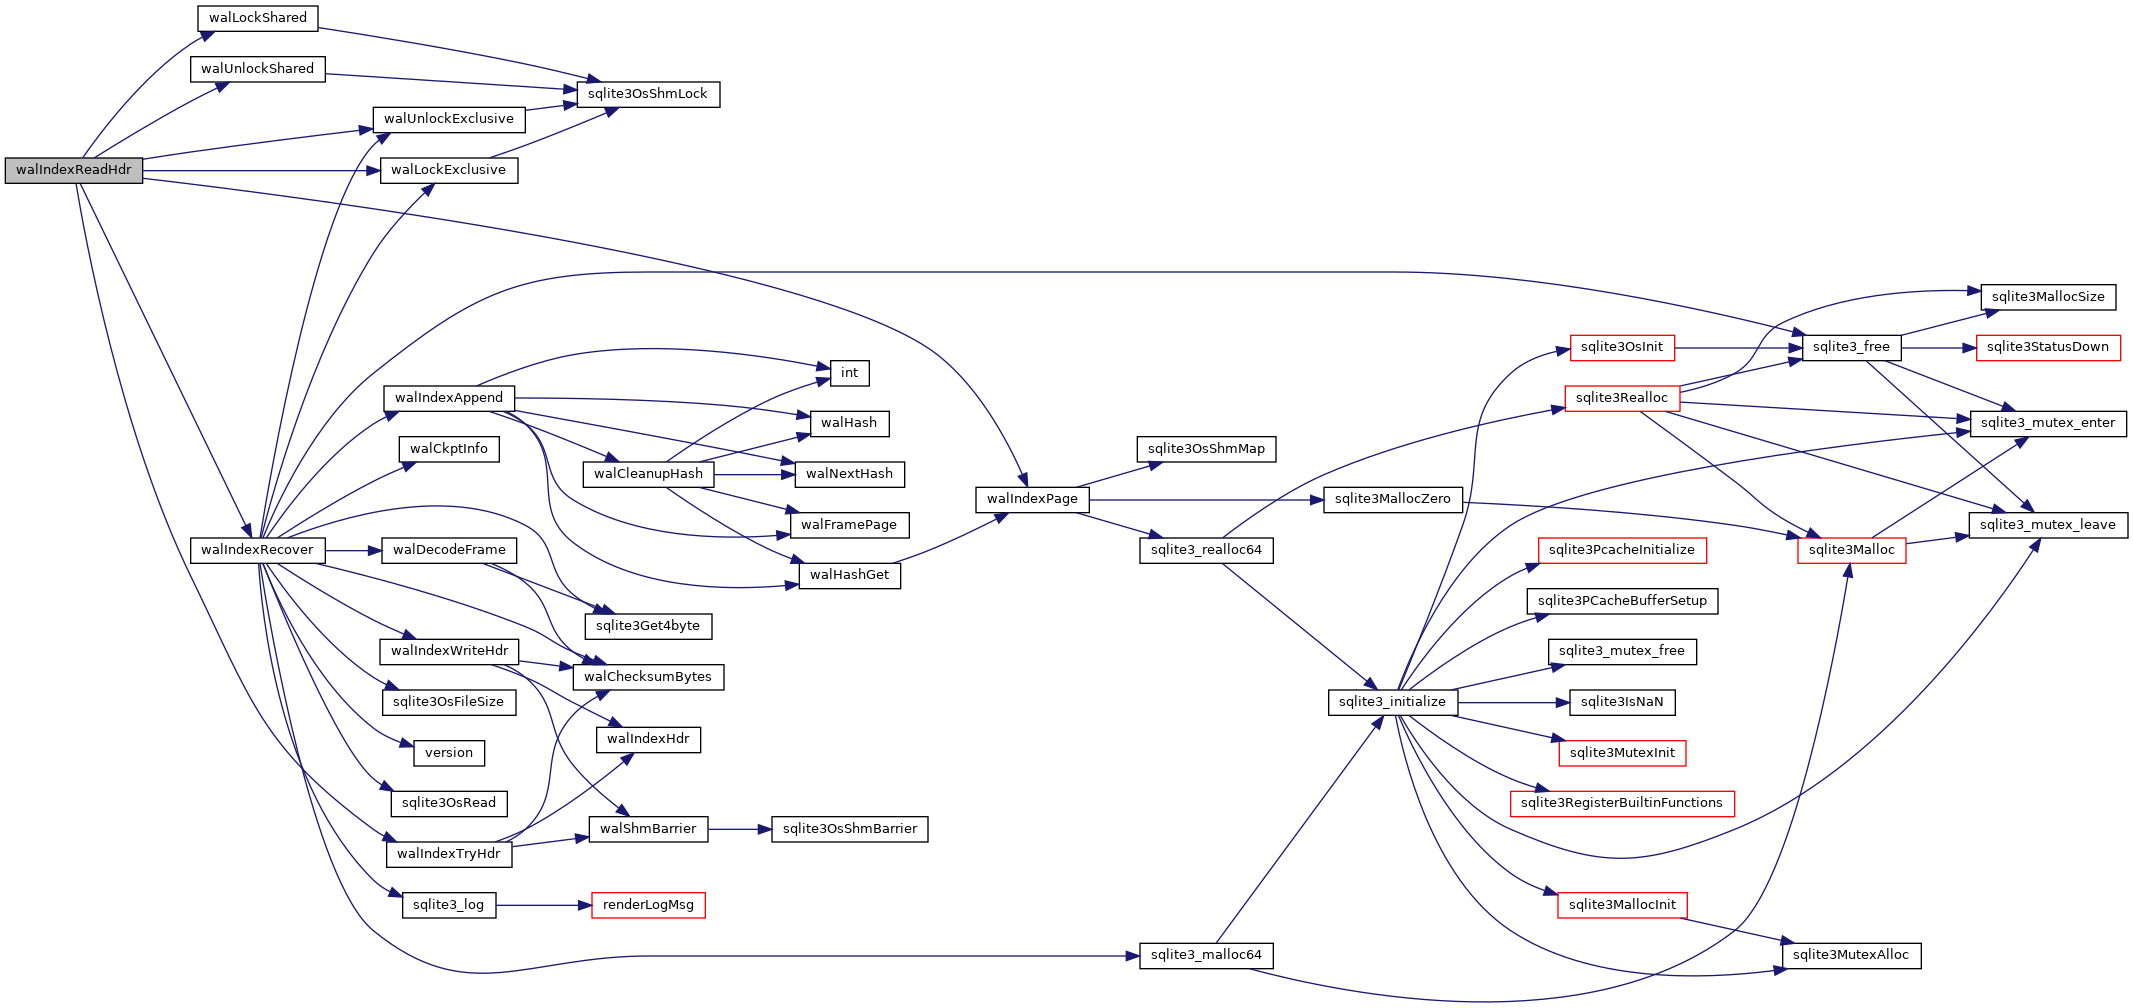 walLockShared
walUnlockShared
sqlite3OsShmLock
walUnlockExclusive
walIndexReadHdr
walLockExclusive
sqlite3MallocSize
sqlite3OsInit
sqlite3_free
sqlite3StatusDown
int
walIndexAppend
sqlite3Realloc
walHash
sqlite3_mutex_enter
walCkptInfo
sqlite3OsShmMap
walCleanupHash
walNextHash
walIndexPage
sqlite3MallocZero
walFramePage
sqlite3_mutex_leave
walIndexRecover
walDecodeFrame
sqlite3_realloc64
sqlite3PcacheInitialize
sqlite3Malloc
walHashGet
sqlite3PCacheBufferSetup
sqlite3Get4byte
walIndexWriteHdr
sqlite3_mutex_free
walChecksumBytes
sqlite3OsFileSize
sqlite3_initialize
sqlite3IsNaN
walIndexHdr
version
sqlite3MutexInit
sqlite3OsRead
sqlite3RegisterBuiltinFunctions
walShmBarrier
sqlite3OsShmBarrier
walIndexTryHdr
sqlite3_log
renderLogMsg
sqlite3MallocInit
sqlite3_malloc64
sqlite3MutexAlloc